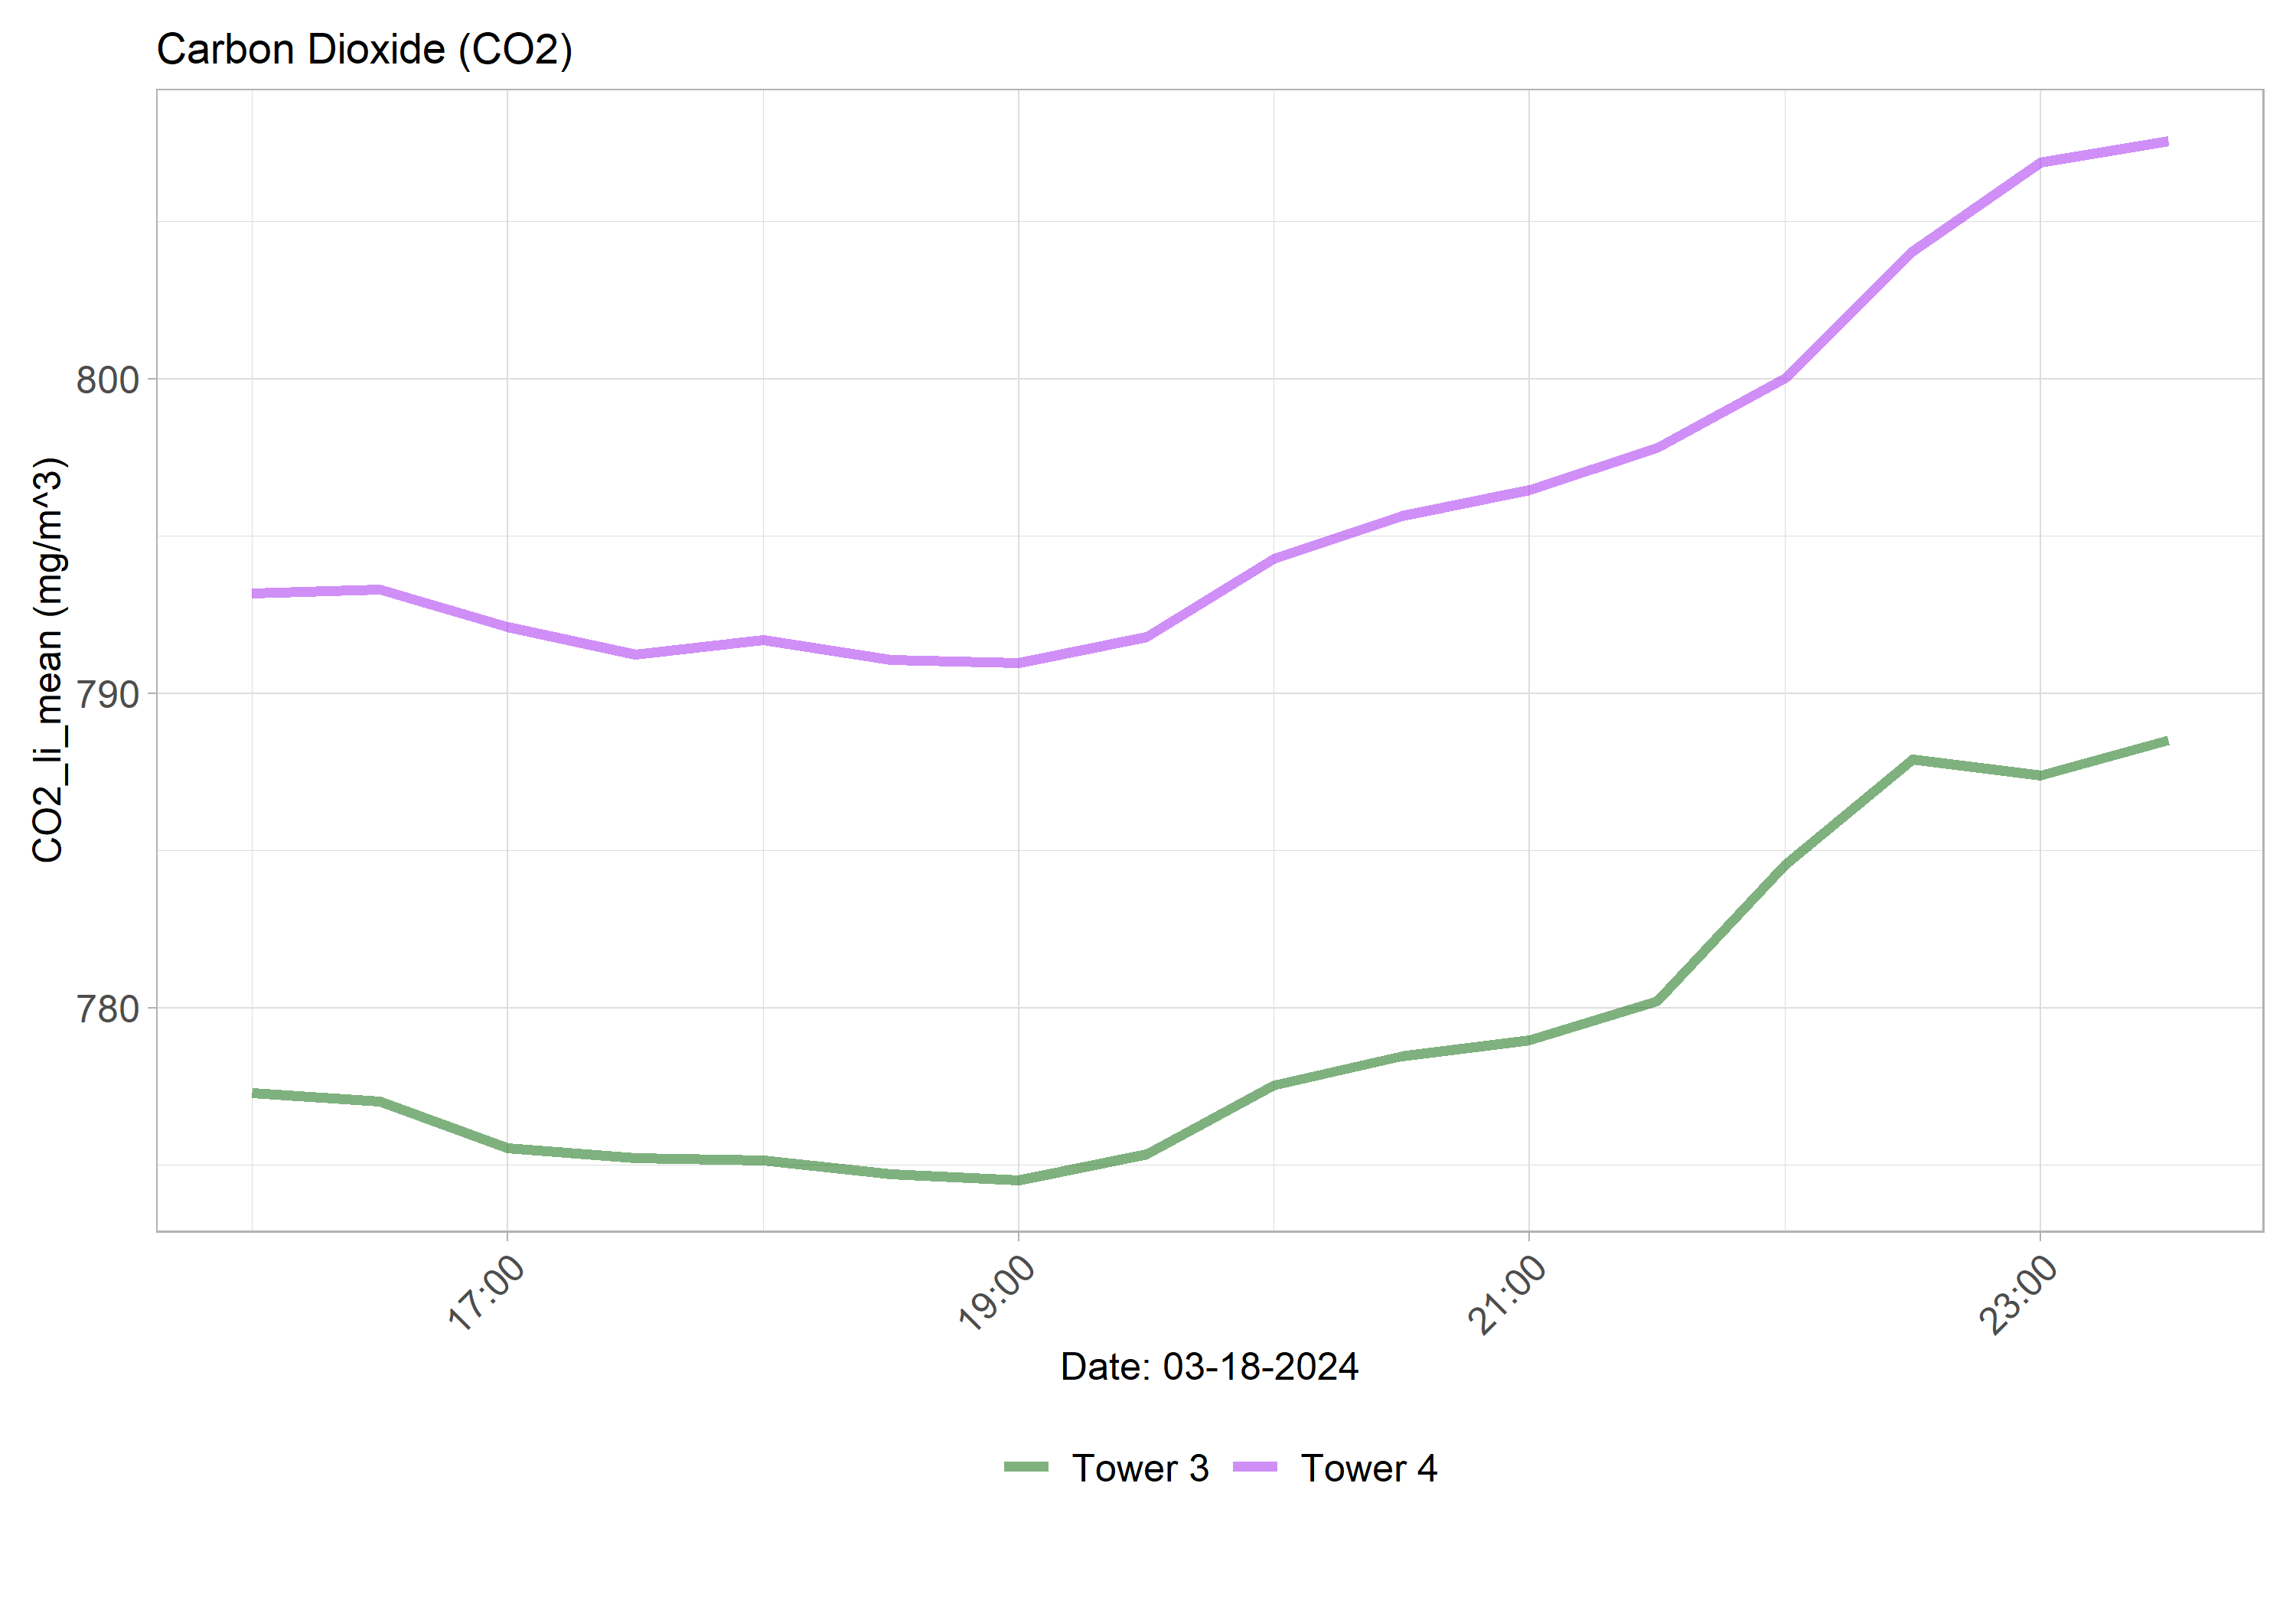 Carbon Dioxide (CO2)
CO2_li_mean (mg/m^3)
800
790
780
17:00
19:00
21:00
23:00
Date: 03-18-2024
Tower 3
Tower 4